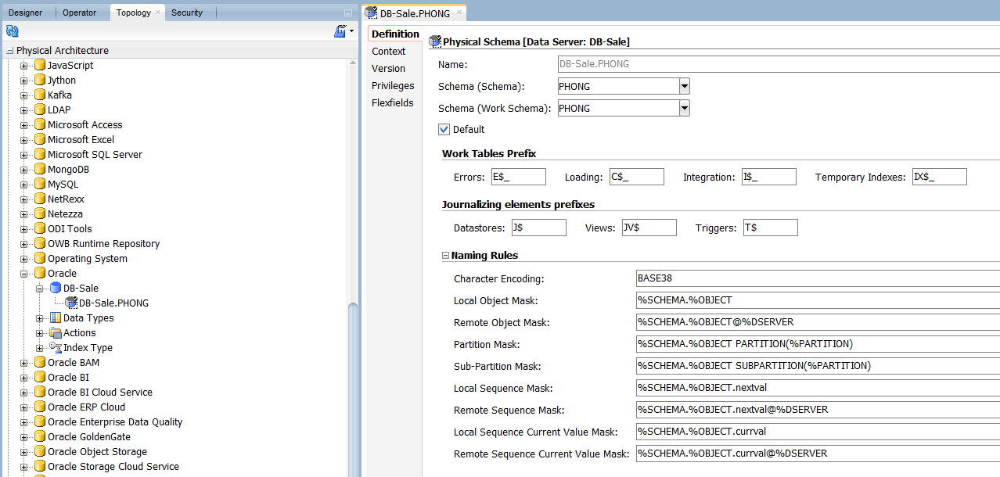 Designer Operator Topology Security
Physical Architecture
JavaScript
Jython
Kafka
LDAP
Microsoft Access
Microsoft Excel
Microsoft SQL Server
MongoDB
MySQL
NetRexx
Netezza
ODI Tools
OWB Runtime Repository
Operating System
Oracle
DB-Sale
DB-Sale.PHONG
Data Types
Actions
Index Type
Oracle BAM
Oracle BI
Oracle BI Cloud Service
Oracle ERP Cloud
Oracle Enterprise Data Quality
Oracle GoldenGate
Oracle Object Storage
Oracle Storage Cloud Service
DB-Sale.PHONG
Definition
Context
Version
Privileges
Flexfields
Physical Schema [Data Server: DB-Sale]
Name: DB-Sale.PHONG
Schema (Schema): PHONG
Schema (Work Schema): PHONG
Default
Work Tables Prefix
Errors: E$_ Loading: C$_ Integration: I$_ Temporary Indexes: IX$_
Journalizing elements prefixes
Datastores: J$ Views: JV$ Triggers: T$
Naming Rules
Character Encoding: BASE38
Local Object Mask: %SCHEMA.%OBJECT
Remote Object Mask: %SCHEMA.%OBJECT@%DSERVER
Partition Mask: %SCHEMA.%OBJECT PARTITION(%PARTITION)
Sub-Partition Mask: %SCHEMA.%OBJECT SUBPARTITION(%PARTITION)
Local Sequence Mask: %SCHEMA.%OBJECT.nextval
Remote Sequence Mask: %SCHEMA.%OBJECT.nextval@%DSERVER
Local Sequence Current Value Mask: %SCHEMA.%OBJECT.currval
Remote Sequence Current Value Mask: %SCHEMA.%OBJECT.currval@%DSERVER